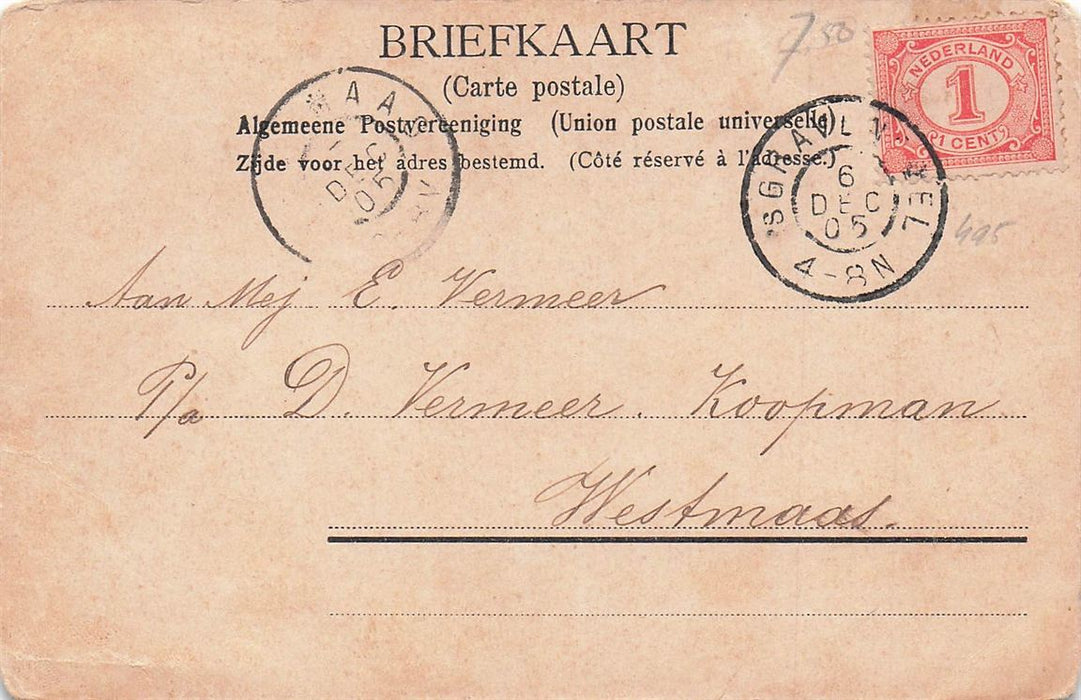 BRIEFKAART
(Carte postale)
Algemeene Postvereeniging (Union postale universelle)
Zijde voor het adres bestemd. (Côté réservé à l'adresse.)
7 50
NEDERLAND
1
1 CENT
DEC
05
6
DEC
05
4-8N
495
Aan Mej E. Vermeer
P/a D. Vermeer. Koopman
Westmaas.